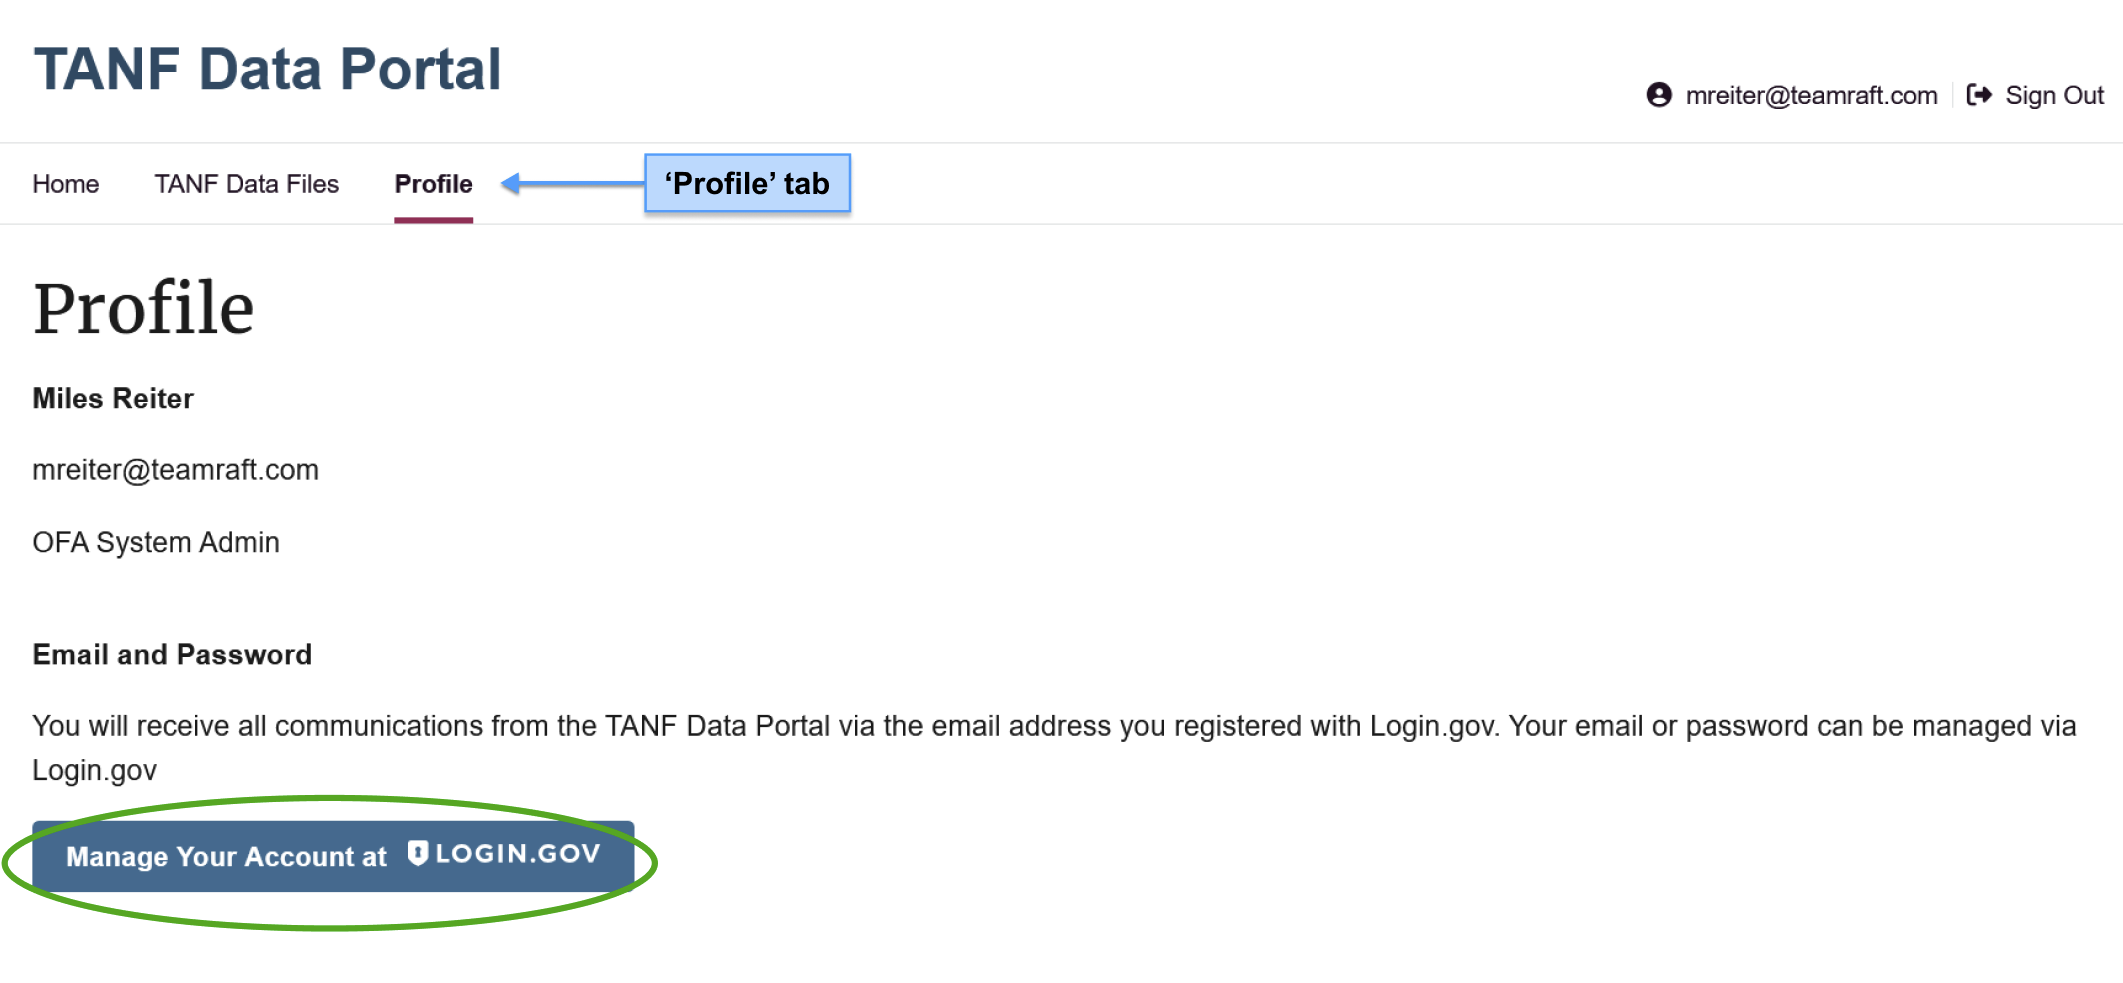 TANF Data Portal
mreiter@teamraft.com
Sign Out
Home
TANF Data Files
Profile
‘Profile’ tab
Profile
Miles Reiter
mreiter@teamraft.com
OFA System Admin
Email and Password
You will receive all communications from the TANF Data Portal via the email address you registered with Login.gov. Your email or password can be managed via
Login.gov
Manage Your Account at LOGIN.GOV